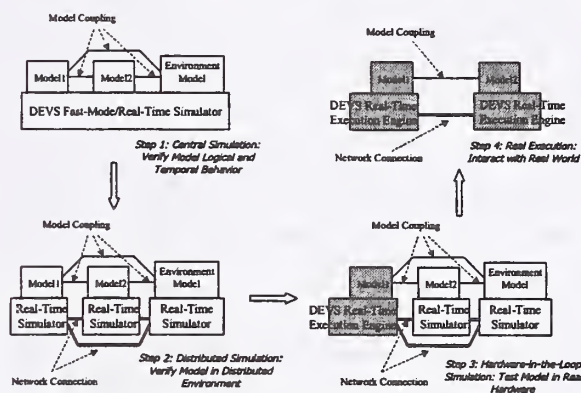 Model Coupling
Model1
Model2
Environment
Model
DEVS Fast-Mode/Real-Time Simulator
Step 1: Central Simulation:
Verify Model Logical and
Temporal Behavior
Model Coupling
Model1
Model2
DEVS Real-Time
Execution Engine
DEVS Real-Time
Execution Engine
Step 4: Real Execution:
Interact with Real World
Network Connection
Model Coupling
Model1
Model2
Environment
Model
Real-Time
Simulator
Real-Time
Simulator
Real-Time
Simulator
Step 2: Distributed Simulation:
Verify Model in Distributed
Environment
Network Connection
Model Coupling
Model1
Model2
Environment
Model
DEVS Real-Time
Execution Engine
Real-Time
Simulator
Real-Time
Simulator
Step 3: Hardware-in-the-Loop
Simulation: Test Model in Real
Hardware
Network Connection